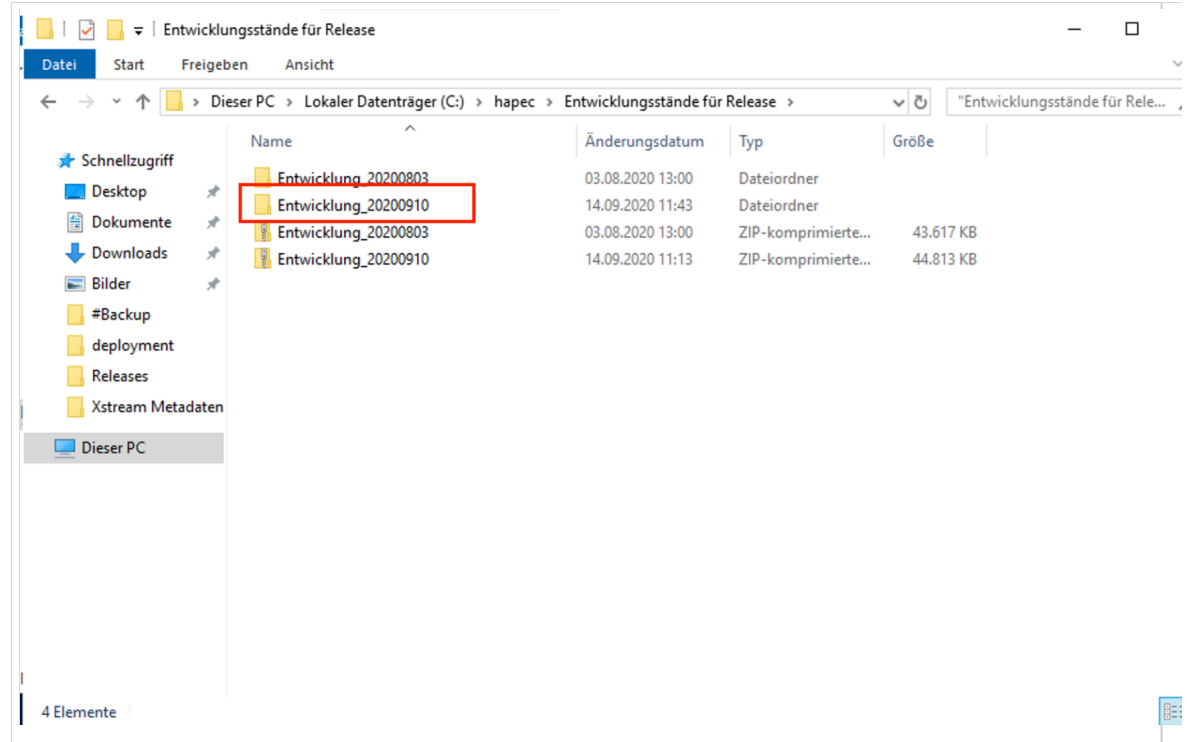 Entwicklungsstände für Release
Datei Start Freigeben Ansicht
Dieser PC > Lokaler Datenträger (C:) > hapec > Entwicklungsstände für Release > "Entwicklungsstände für Rele...
Name Änderungsdatum Typ Größe
Schnellzugriff
Desktop
Dokumente
Downloads
Bilder
#Backup
deployment
Releases
Xstream Metadaten
Dieser PC
Entwicklung_20200803 03.08.2020 13:00 Dateiordner
Entwicklung_20200910 14.09.2020 11:43 Dateiordner
Entwicklung_20200803 03.08.2020 13:00 ZIP-komprimierte... 43.617 KB
Entwicklung_20200910 14.09.2020 11:13 ZIP-komprimierte... 44.813 KB
4 Elemente